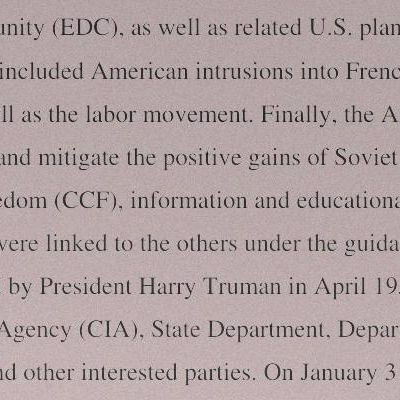 unity (EDC), as well as related U.S. plan
included American intrusions into Frenc
ll as the labor movement. Finally, the A
and mitigate the positive gains of Soviet
edom (CCF), information and educationa
were linked to the others under the guida
by President Harry Truman in April 19
Agency (CIA), State Department, Depar
nd other interested parties. On January 3